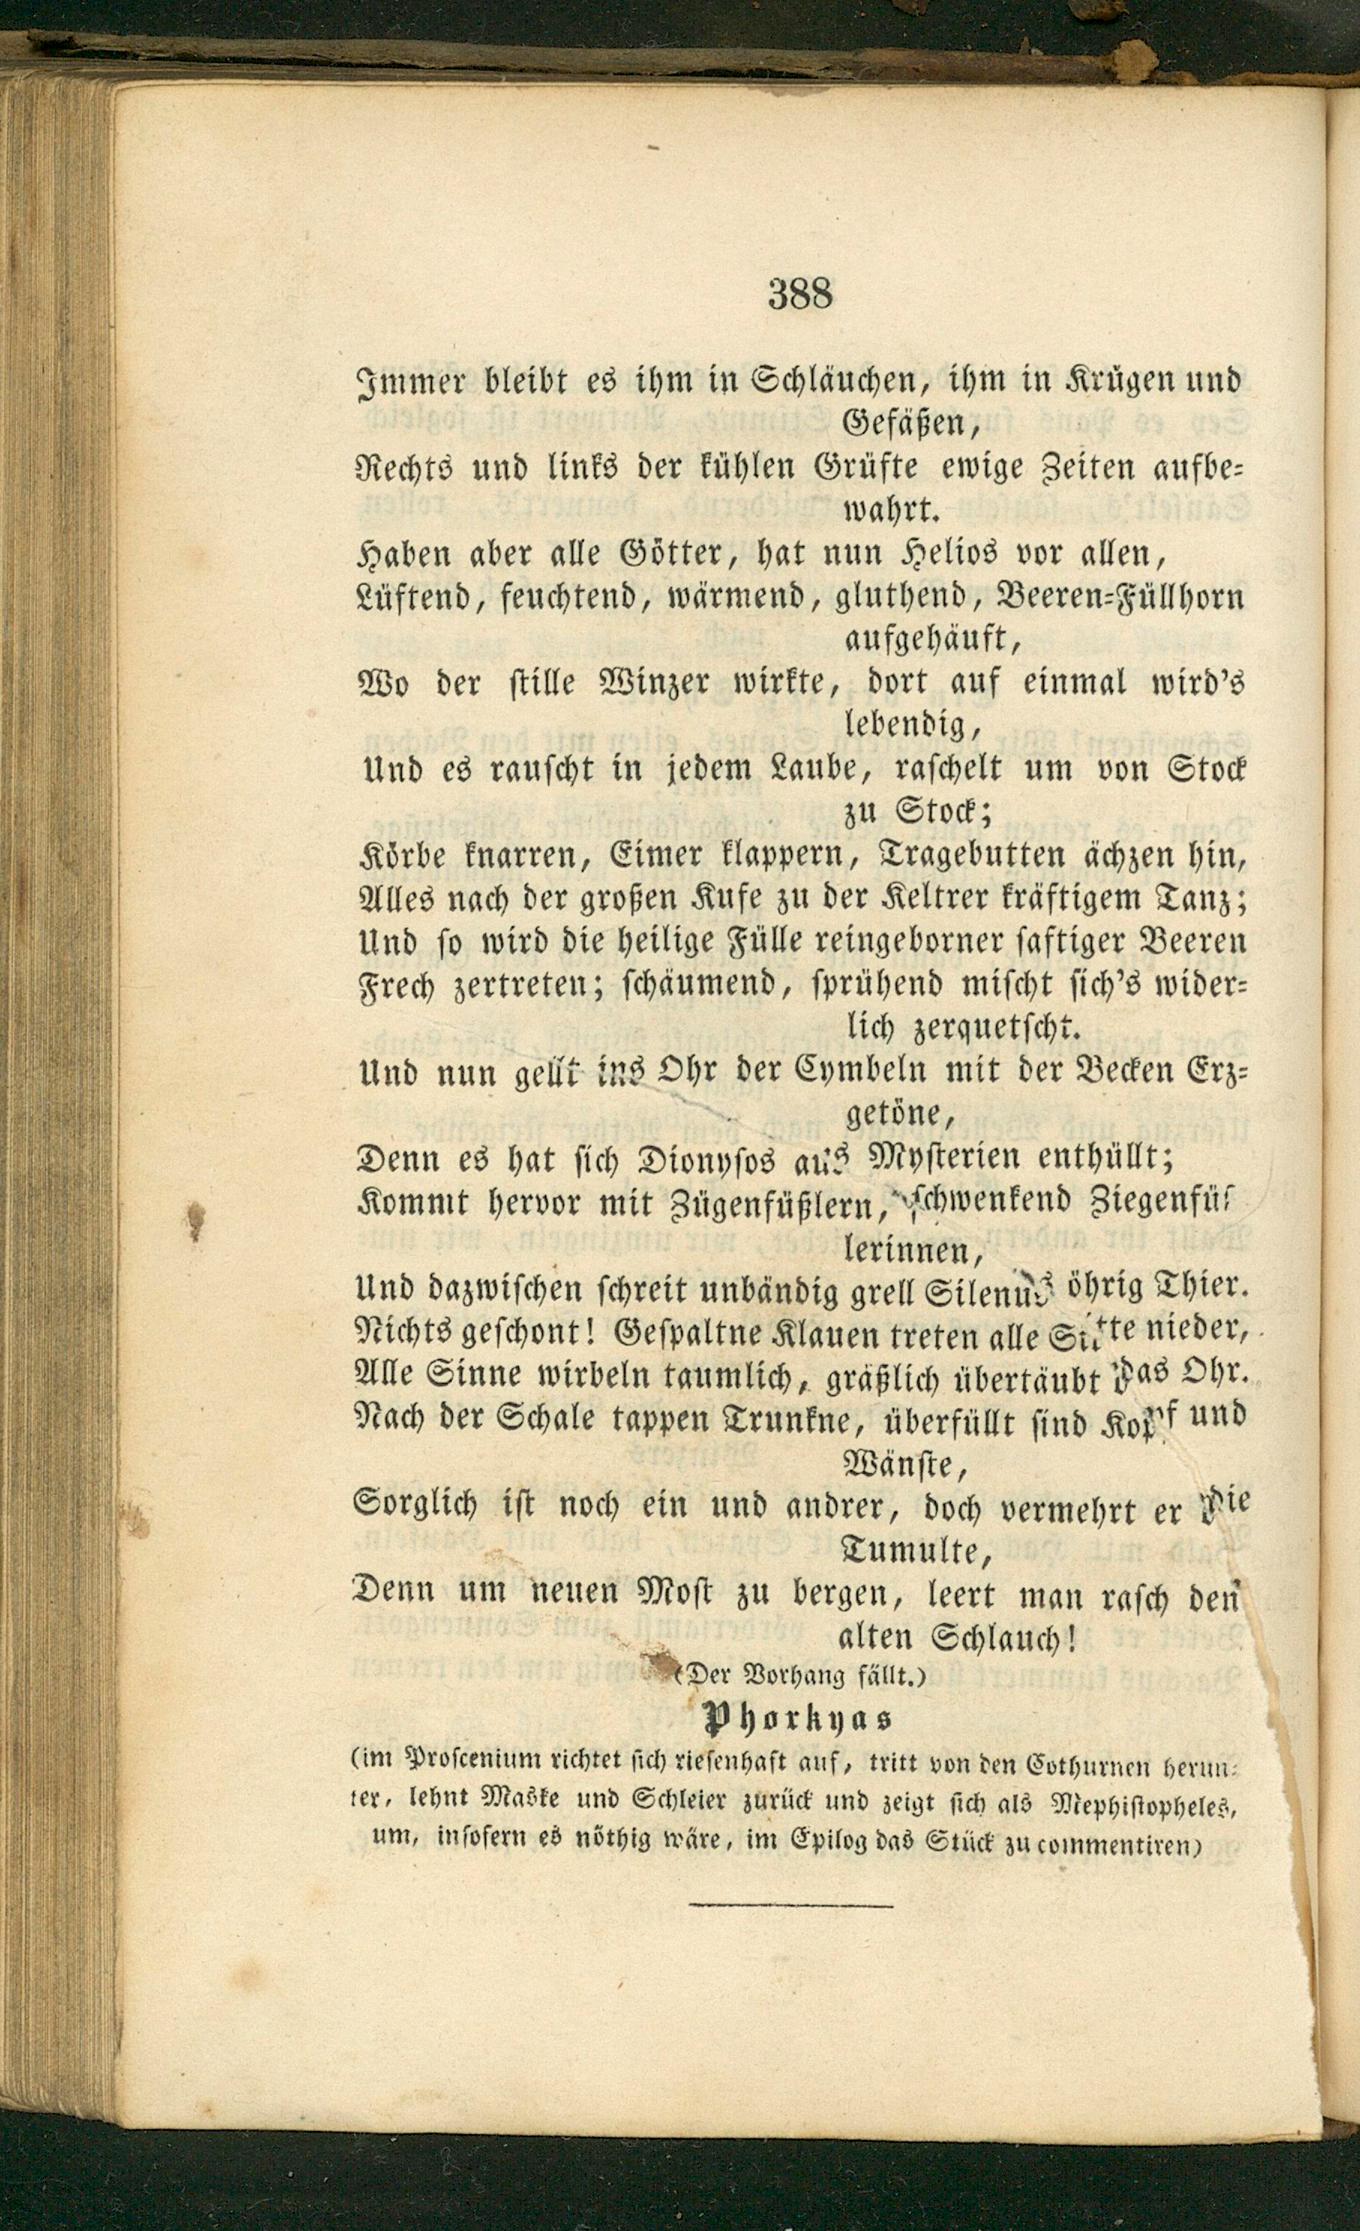 388
Immer bleibt es ihm in Schläuchen, ihm in Krügen und
Gefäßen,
Rechts und links der kühlen Grüfte ewige Zeiten aufbe-
wahrt.
Haben aber alle Götter, hat nun Helios vor allen,
Lüftend, feuchtend, wärmend, gluthend, Beeren-Füllhorn
aufgehäuft,
Wo der stille Winzer wirkte, dort auf einmal wird's
lebendig,
Und es rauscht in jedem Laube, raschelt um von Stock
zu Stock;
Körbe knarren, Eimer klappern, Tragebutten ächzen hin,
Alles nach der großen Kufe zu der Keltrer kräftigem Tanz;
Und so wird die heilige Fülle reingeborner saftiger Beeren
Frech zertreten; schäumend, sprühend mischt sich's wider-
lich zerquetscht.
Und nun gellt ins Ohr der Cymbeln mit der Becken Erz-
getöne,
Denn es hat sich Dionysos aus Mysterien enthüllt;
Kommt hervor mit Zügenfüßlern, schwenkend Ziegenfüß
lerinnen,
Und dazwischen schreit unbändig grell Silenus öhrig Thier.
Nichts geschont! Gespaltne Klauen treten alle Sitte nieder,
Alle Sinne wirbeln taumlich, gräßlich übertäubt das Ohr.
Nach der Schale tappen Trunkne, überfüllt sind Kopf und
Wänste,
Sorglich ist noch ein und andrer, doch vermehrt er die
Tumulte,
Denn um neuen Most zu bergen, leert man rasch den
alten Schlauch!
(Der Vorhang fällt.)
Phorkyas
(im Proscenium richtet sich riesenhaft auf, tritt von den Cothurnen herun-
ter, lehnt Maske und Schleier zurück und zeigt sich als Mephistopheles,
um, insofern es nöthig wäre, im Epilog das Stück zu commentiren)